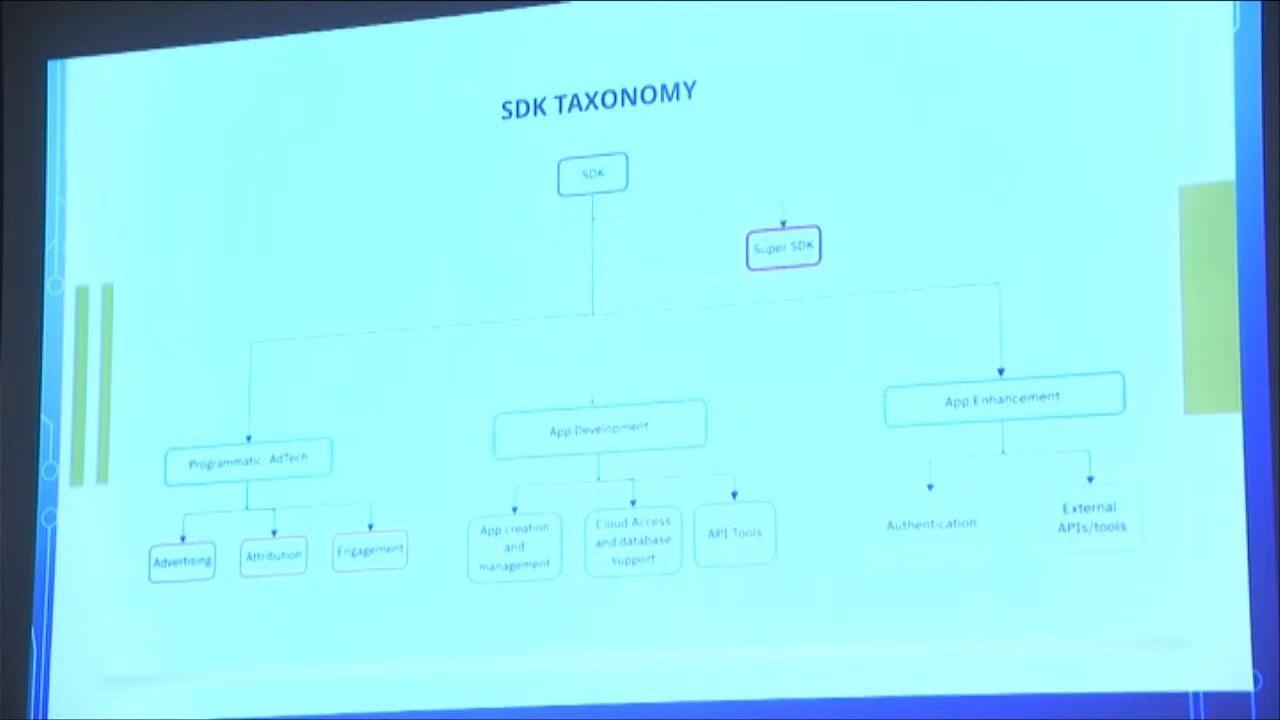 SDK TAXONOMY
SDK
Super SDK
App Enhancement
App Development
Programmatic AdTech
Advertising
Attribution
Engagement
App creation
and
management
Cloud Access
and database
support
API Tools
Authentication
External
APIs/tools